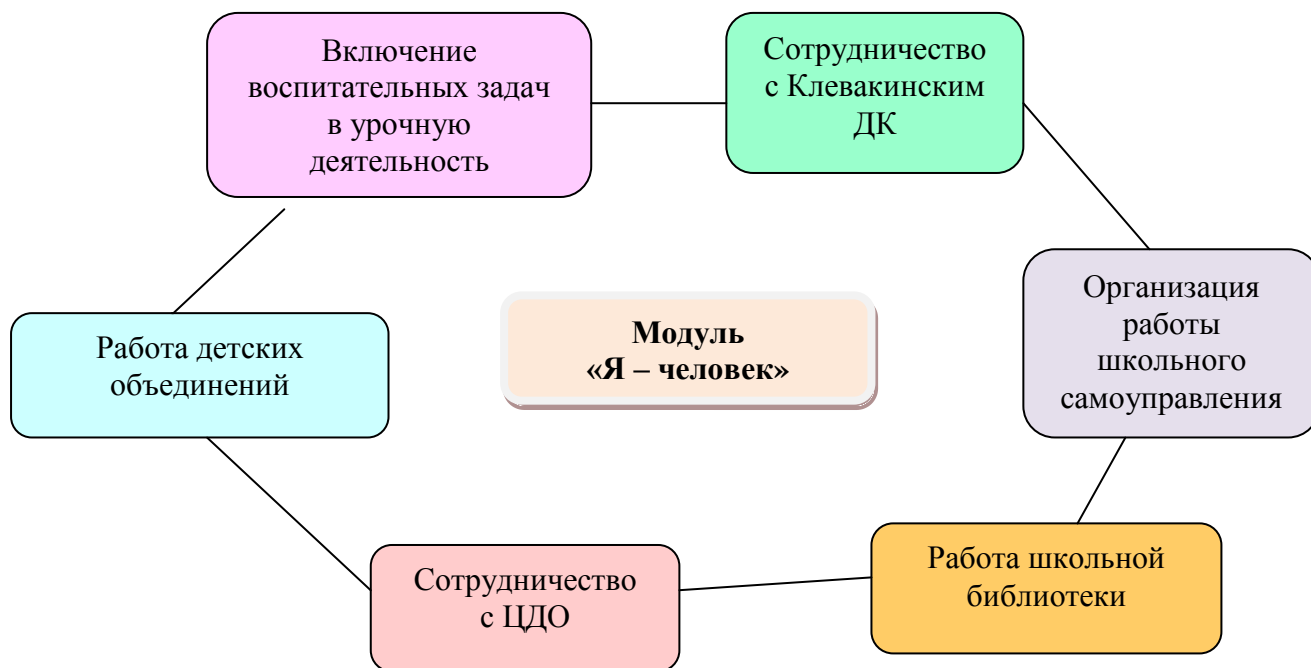 Включение
воспитательных задач
в урочную
деятельность
Сотрудничество
с Клевакинским
ДК
Организация
работы
школьного
самоуправления
Работа детских
объединений
Модуль
«Я – человек»
Сотрудничество
с ЦДО
Работа школьной
библиотеки